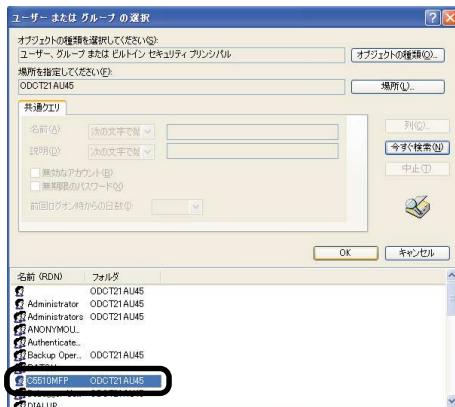 ユーザー または グループ の選択
オブジェクトの種類を選択してください(S):
ユーザー、グループ または ビルトイン セキュリティ プリンシパル
オブジェクトの種類(O)...
場所を指定してください(F):
ODCT21AU45
場所(L)...
共通クエリ
名前(A):
次の文字で始
列(C)...
説明(D):
次の文字で始
今すぐ検索(N)
無効なアカウント(B)
中止(T)
無期限のパスワード(X)
前回ログオン時からの日数(I):
OK
キャンセル
名前 (RDN) フォルダ
ODCT21AU45
Administrator ODCT21AU45
Administrators ODCT21AU45
ANONYMOU...
Authenticate...
Backup Oper... ODCT21AU45
C5510MFP ODCT21AU45
DIALUP